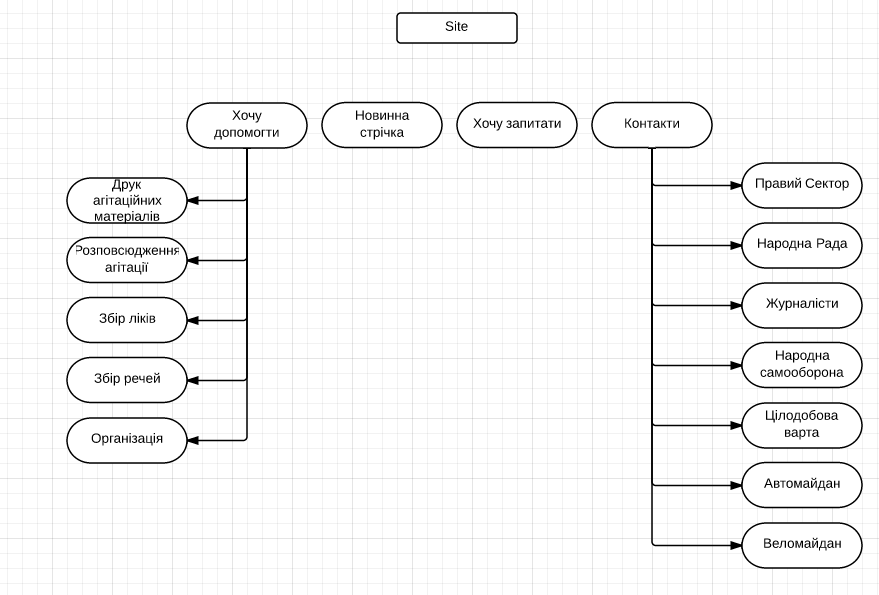 Site
Хочу
допомогти
Новинна
стрічка
Хочу запитати
Контакти
Друк
агітаційних
матеріалів
Розповсюдження
агітації
Збір ліків
Збір речей
Організація
Правий Сектор
Народна Рада
Журналісти
Народна
самооборона
Цілодобова
варта
Автомайдан
Веломайдан